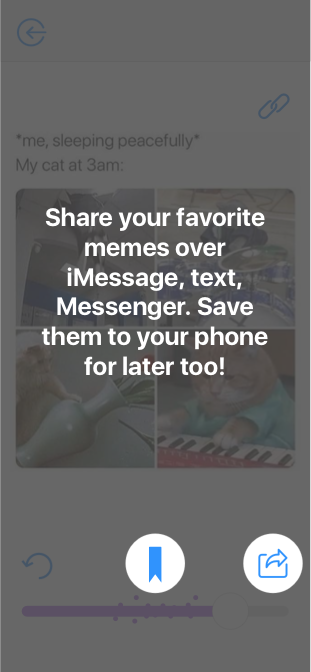 *me, sleeping peacefully*
My cat at 3am:
Share your favorite
memes over
iMessage, text,
Messenger. Save
them to your phone
for later too!